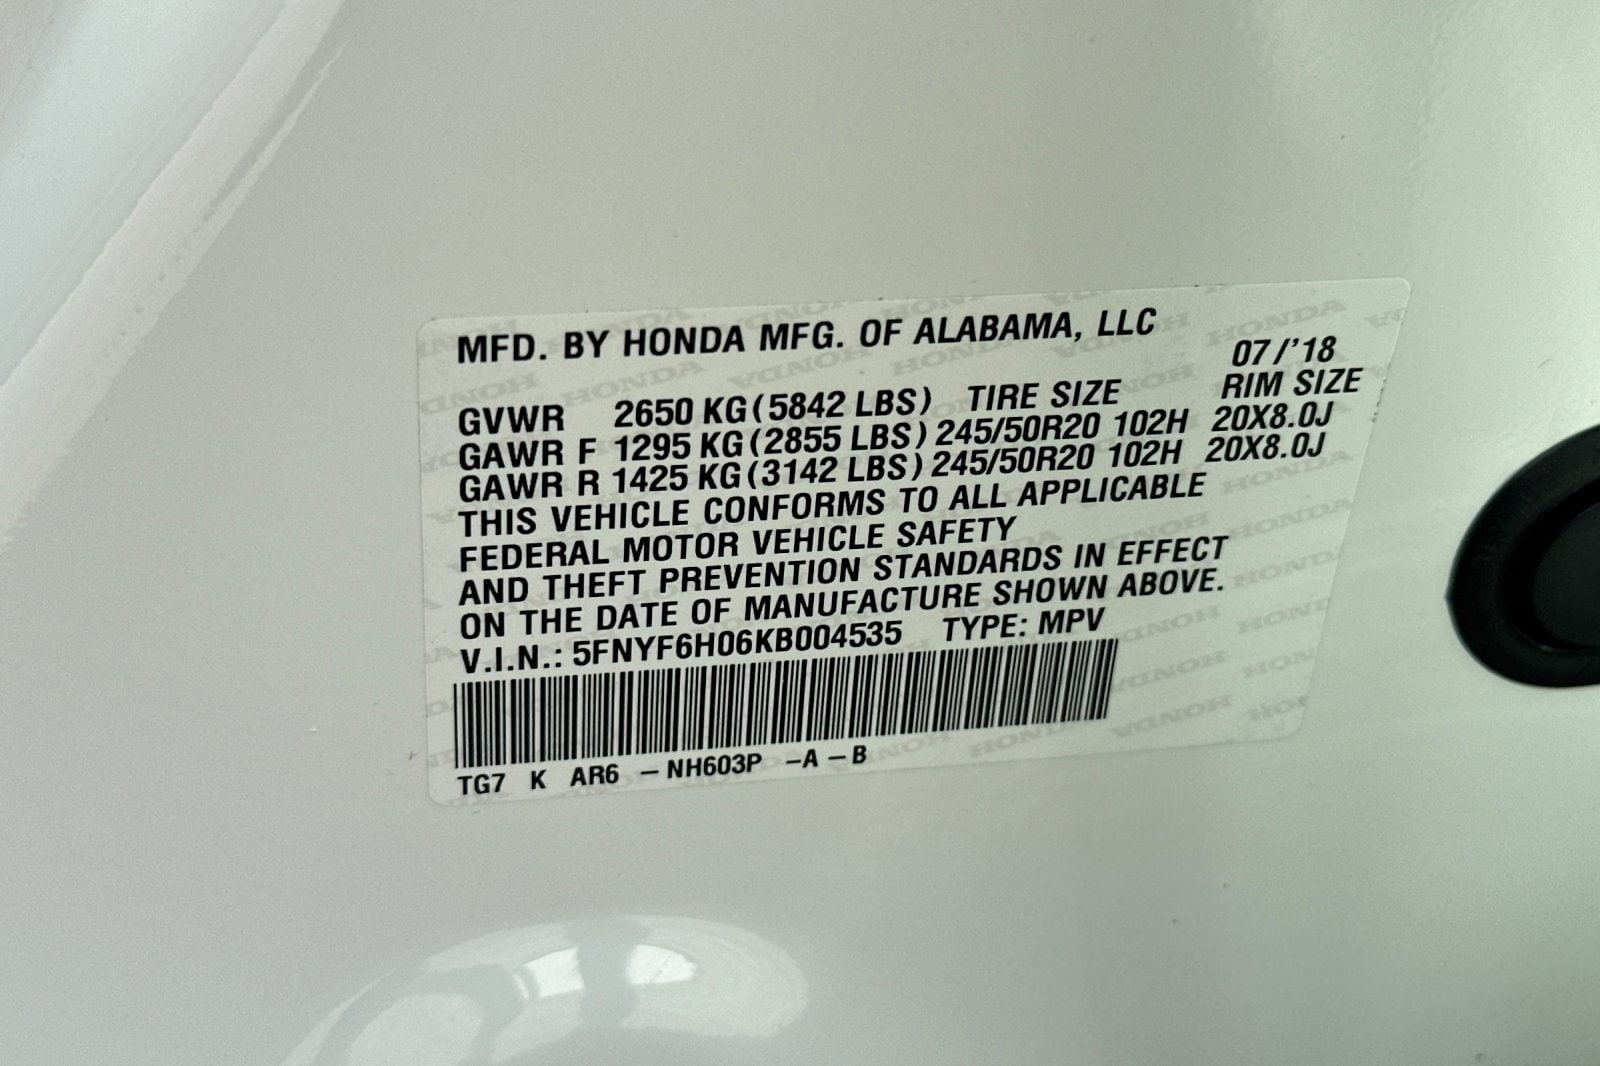 MFD. BY HONDA MFG. OF ALABAMA, LLC
07/'18
GVWR 2650 KG(5842 LBS) TIRE SIZE RIM SIZE
GAWR F 1295 KG(2855 LBS) 245/50R20 102H 20X8.0J
GAWR R 1425 KG(3142 LBS) 245/50R20 102H 20X8.0J
THIS VEHICLE CONFORMS TO ALL APPLICABLE
FEDERAL MOTOR VEHICLE SAFETY
AND THEFT PREVENTION STANDARDS IN EFFECT
ON THE DATE OF MANUFACTURE SHOWN ABOVE.
V.I.N.: 5FNYF6H06KB004535 TYPE: MPV
TG7 K AR6 –NH603P –A –B